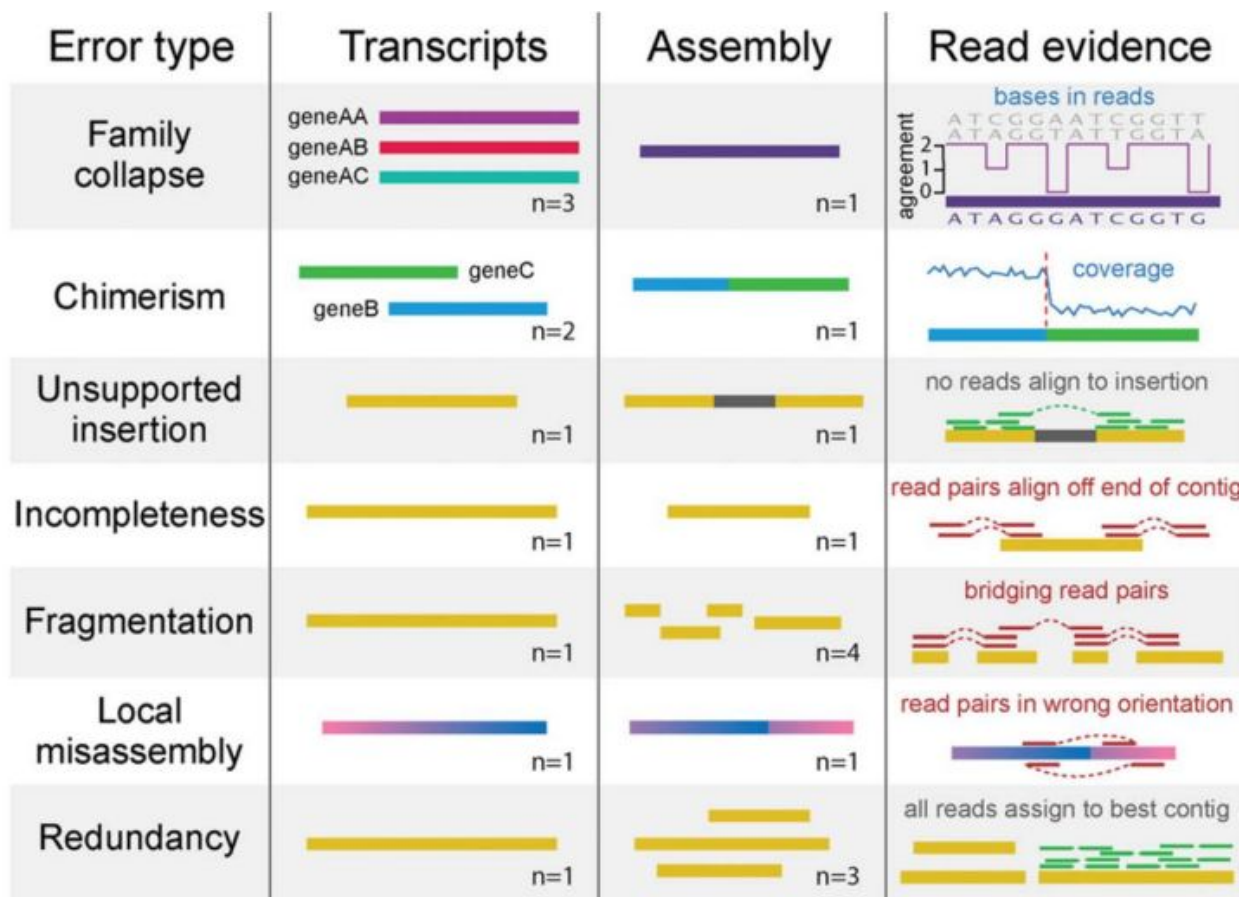 Error type
Transcripts
Assembly
Read evidence
Family
collapse
geneAA
geneAB
geneAC
n=3
n=1
bases in reads
A T C G G A A T C G G T T
A T A G G T A T T G G T A
agreement
2
1
0
A T A G G G A T C G G T G
Chimerism
geneC
geneB
n=2
n=1
coverage
Unsupported
insertion
n=1
n=1
no reads align to insertion
Incompleteness
n=1
n=1
read pairs align off end of contig
Fragmentation
n=1
n=4
bridging read pairs
Local
misassembly
n=1
n=1
read pairs in wrong orientation
Redundancy
n=1
n=3
all reads assign to best contig